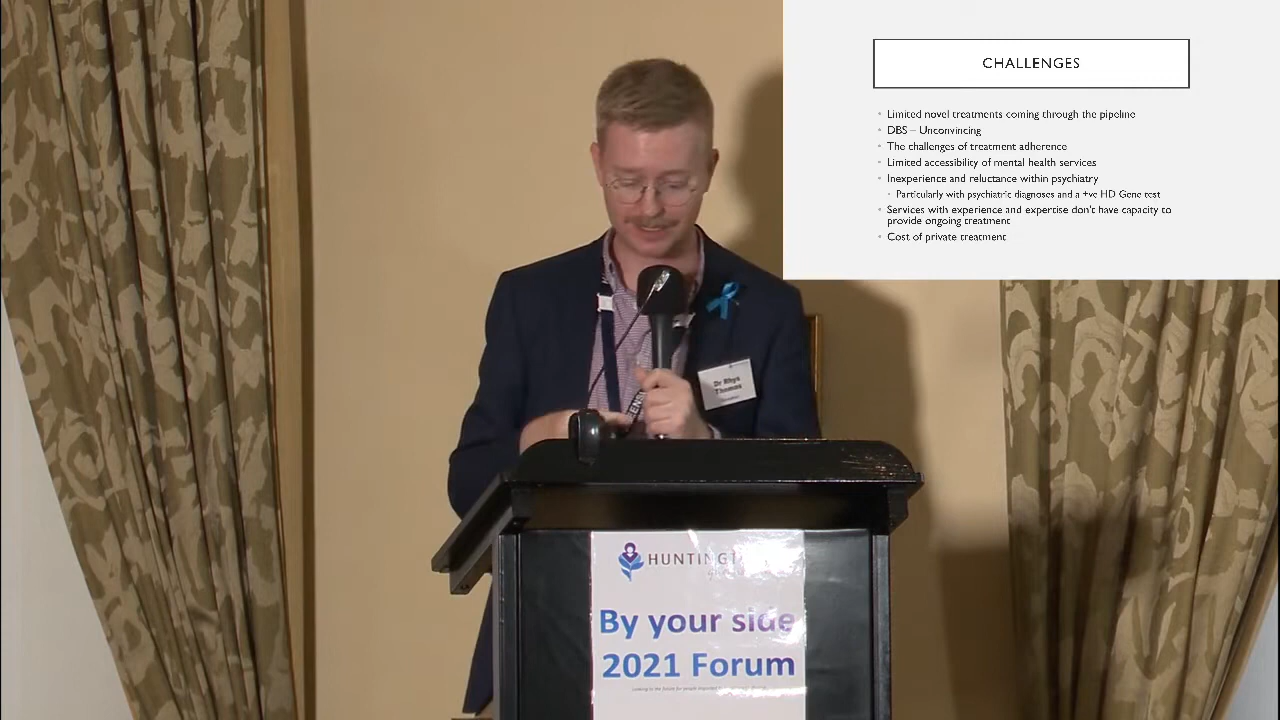 CHALLENGES
Limited novel treatments coming through the pipeline
DBS – Unconvincing
The challenges of treatment adherence
Limited accessibility of mental health services
Inexperience and reluctance within psychiatry
Particularly with psychiatric diagnoses and a +ve HD Gene test
Services with experience and expertise don't have capacity to
provide ongoing treatment
Cost of private treatment
Dr Rhys
Thomas
By your side
2021 Forum